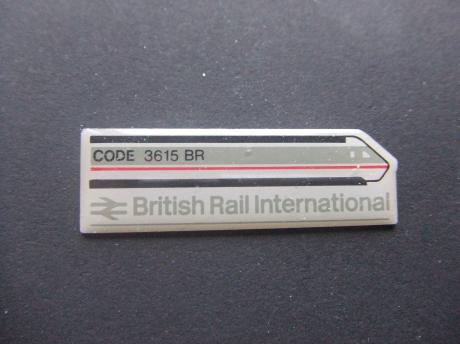 CODE 3615 BR
British Rail International